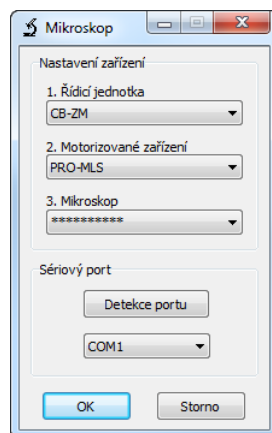 Mikroskop
Nastavení zařízení
1. Řídicí jednotka
CB-ZM
2. Motorizované zařízení
PRO-MLS
3. Mikroskop
**********
Sériový port
Detekce portu
COM1
OK Storno